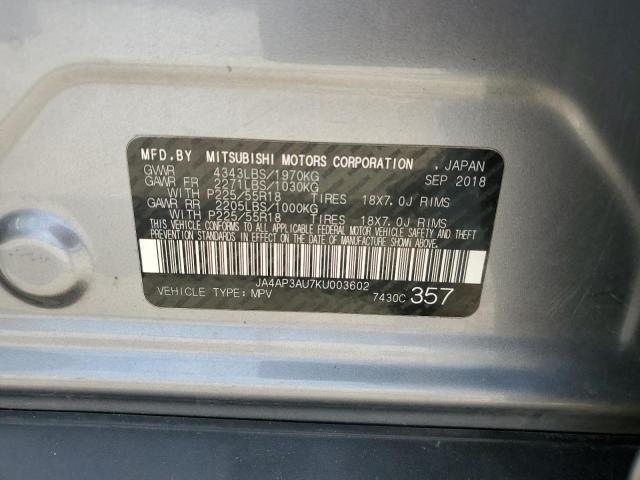 MFD.BY MITSUBISHI MOTORS CORPORATION , JAPAN
GVWR 4343LBS/1970KG SEP 2018
GAWR FR 2271LBS/1030KG
WITH P225/55R18 TIRES 18X7.0J RIMS
GAWR RR 2205LBS/1000KG
WITH P225/55R18 TIRES 18X7.0J RIMS
THIS VEHICLE CONFORMS TO ALL APPLICABLE FEDERAL MOTOR VEHICLE SAFETY AND THEFT
PREVENTION STANDARDS IN EFFECT ON THE DATE OF MANUFACTURE SHOWN ABOVE.
JA4AP3AU7KU003602
VEHICLE TYPE: MPV 7430C 357